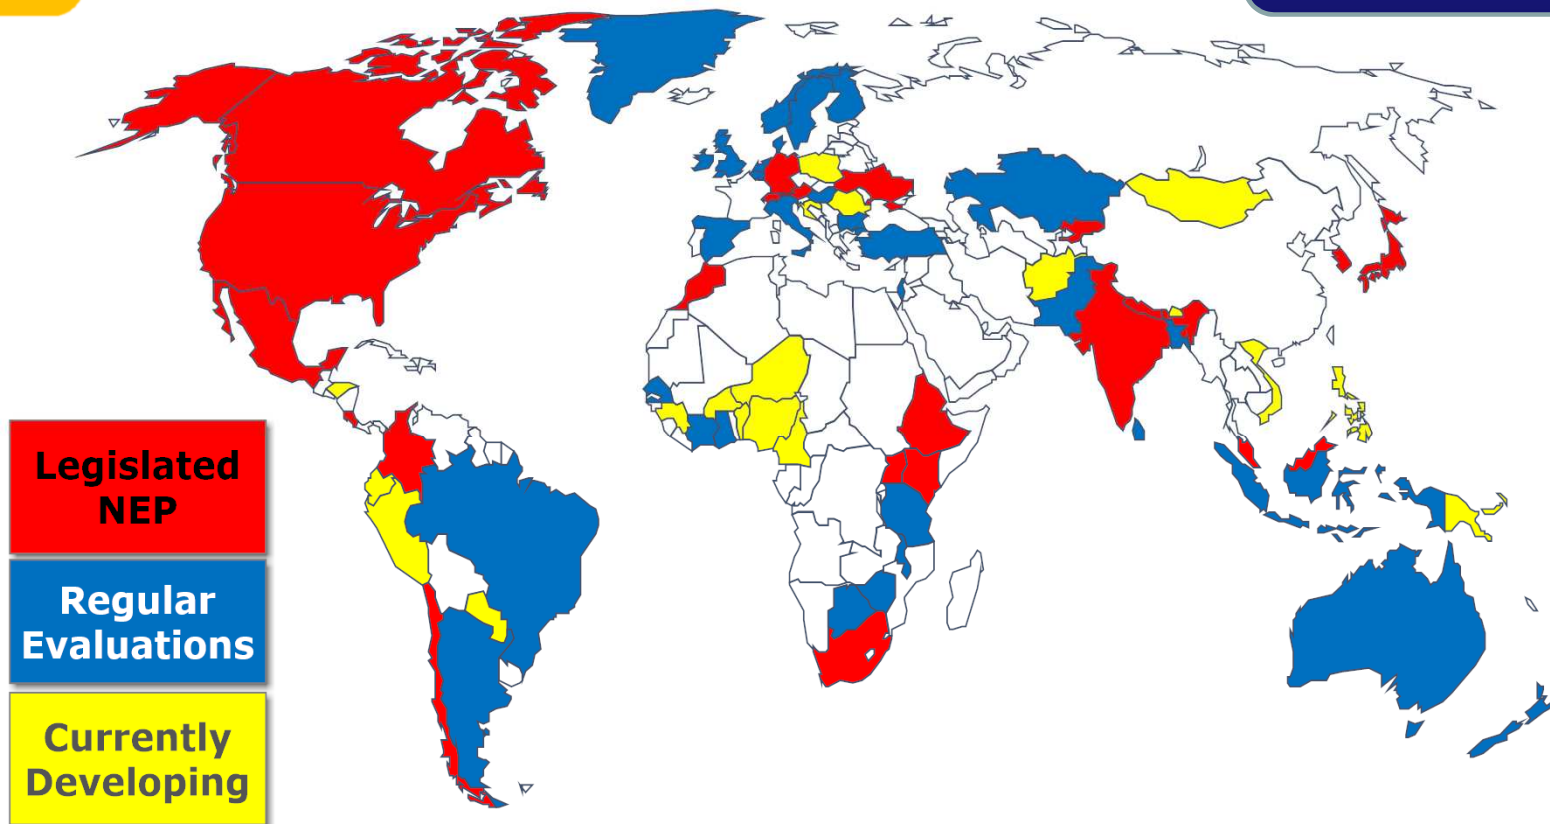 Legislated
NEP
Regular
Evaluations
Currently
Developing